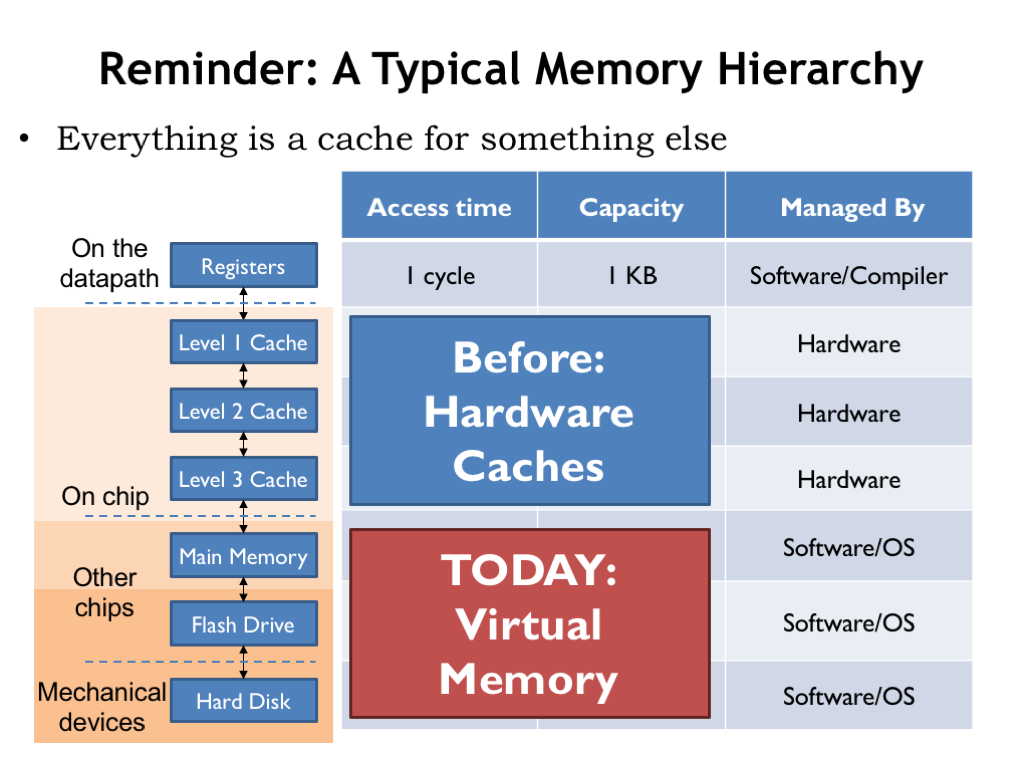 Reminder: A Typical Memory Hierarchy
• Everything is a cache for something else
Access time Capacity Managed By
On the
datapath
Registers
1 cycle 1 KB Software/Compiler
Level 1 Cache
Hardware
Level 2 Cache
Hardware
Level 3 Cache
Hardware
On chip
Before:
Hardware
Caches
Main Memory
Software/OS
Other
chips
Flash Drive
Software/OS
Mechanical
devices
Hard Disk
Software/OS
TODAY:
Virtual
Memory